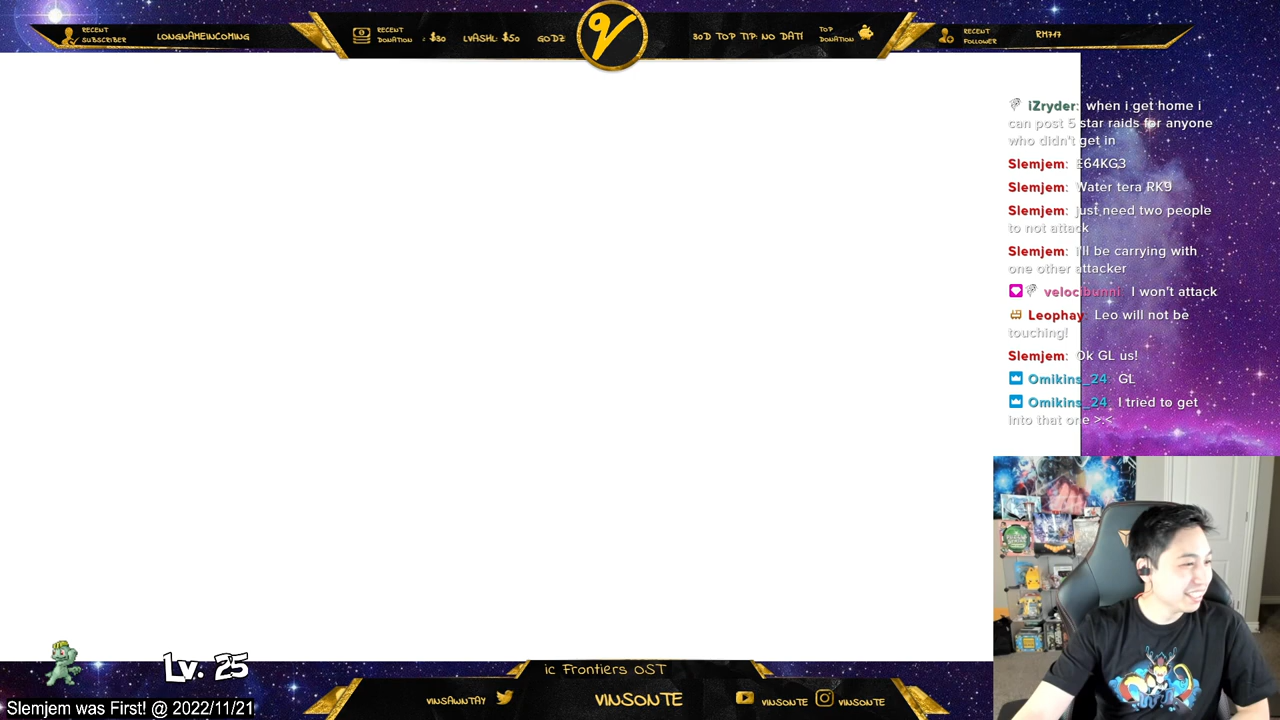 RECENT
SUBSCRIBER
LONGNAMEINCOMING
RECENT
DONATION
: $30 LVASHL: $50 GODZ
30D TOP TIP: NO DAT
TOP
DONATION
RECENT
FOLLOWER
RM717
iZryder: when i get home i
can post 5 star raids for anyone
who didn't get in
Slemjem: E64KG3
Slemjem: Water tera RK9
Slemjem: just need two people
to not attack
Slemjem: I'll be carrying with
one other attacker
velocibunni I won't attack
Leophay: Leo will not be
touching!
Slemjem: Ok GL us!
Omikins_24 GL
Omikins_24 I tried to get
into that one >.<
Lv. 25
Slemjem was First! @ 2022/11/21
ic Frontiers OST
VINSAWNTAY
VINSONTE
VINSONTE
VINSONTE